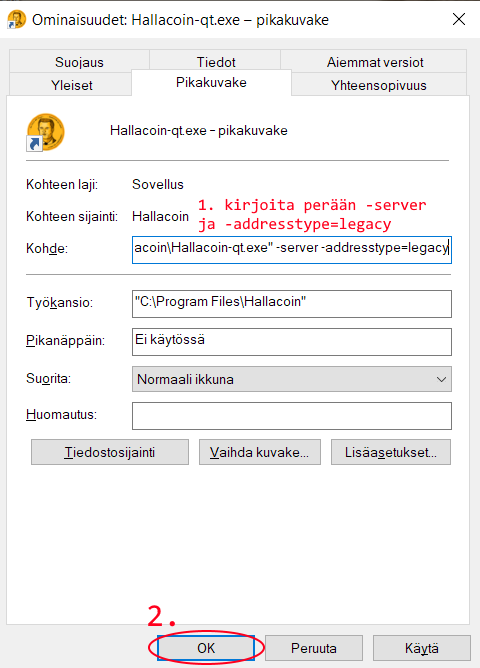 Ominaisuudet: Hallacoin-qt.exe – pikakuvake
Suojaus Tiedot Aiemmat versiot
Yleiset Pikakuvake Yhteensopivuus
Hallacoin-qt.exe – pikakuvake
Kohteen laji: Sovellus
1. kirjoita perään -server
ja -addresstype=legacy
Kohteen sijainti: Hallacoin
Kohde: acoin\Hallacoin-qt.exe" -server -addresstype=legacy
Työkansio: "C:\Program Files\Hallacoin"
Pikanäppäin: Ei käytössä
Suorita: Normaali ikkuna
Huomautus:
Tiedostosijainti Vaihda kuvake... Lisäasetukset...
2.
OK Peruuta Käytä